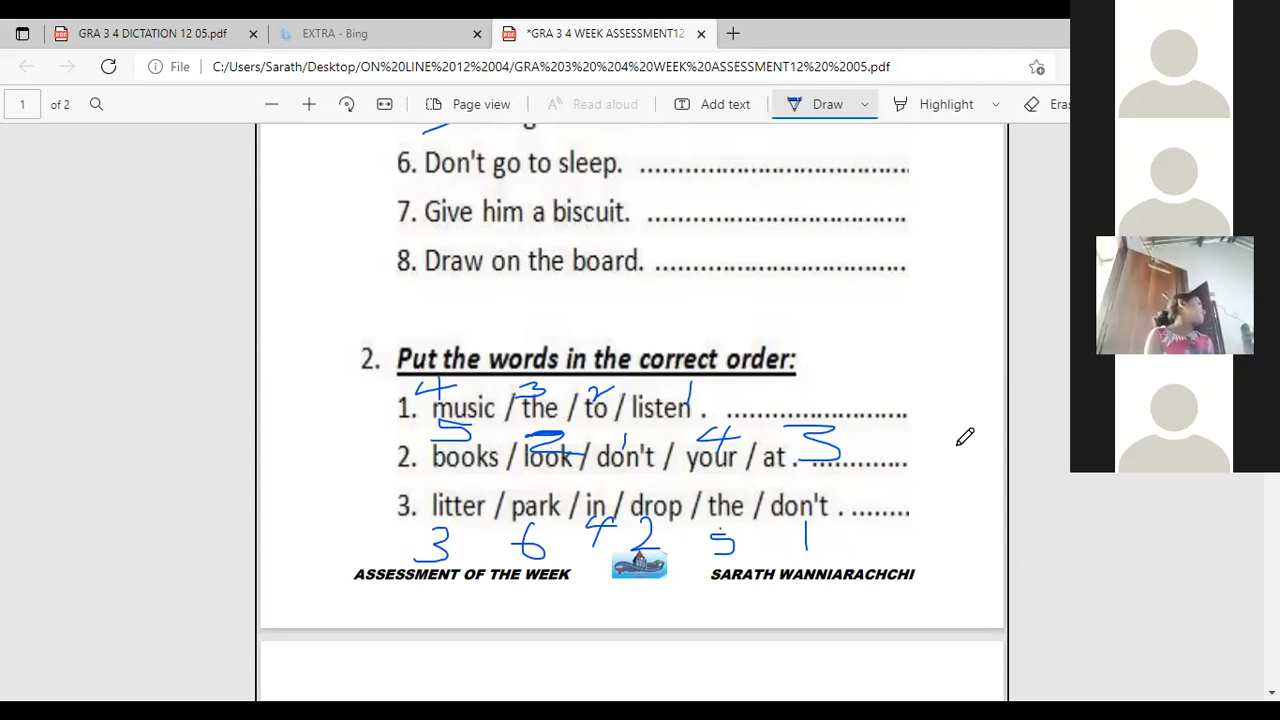 GRA 3 4 DICTATION 12 05.pdf
EXTRA - Bing
*GRA 3 4 WEEK ASSESSMENT12
File C:/Users/Sarath/Desktop/ON%20LINE%2012%2004/GRA%203%20%204%20WEEK%20ASSESSMENT12%20%2005.pdf
1 of 2 Page view Read aloud Add text Draw Highlight Eras
6. Don't go to sleep. ....................................
7. Give him a biscuit. ...................................
8. Draw on the board. ..................................
2. Put the words in the correct order:
4 3 2 1
1. music / the / to / listen . .........................
5 2 1 4 3
2. books / look / don't / your / at . .............
3. litter / park / in / drop / the / don't . ........
3 6 4 2 5 1
ASSESSMENT OF THE WEEK SARATH WANNIARACHCHI